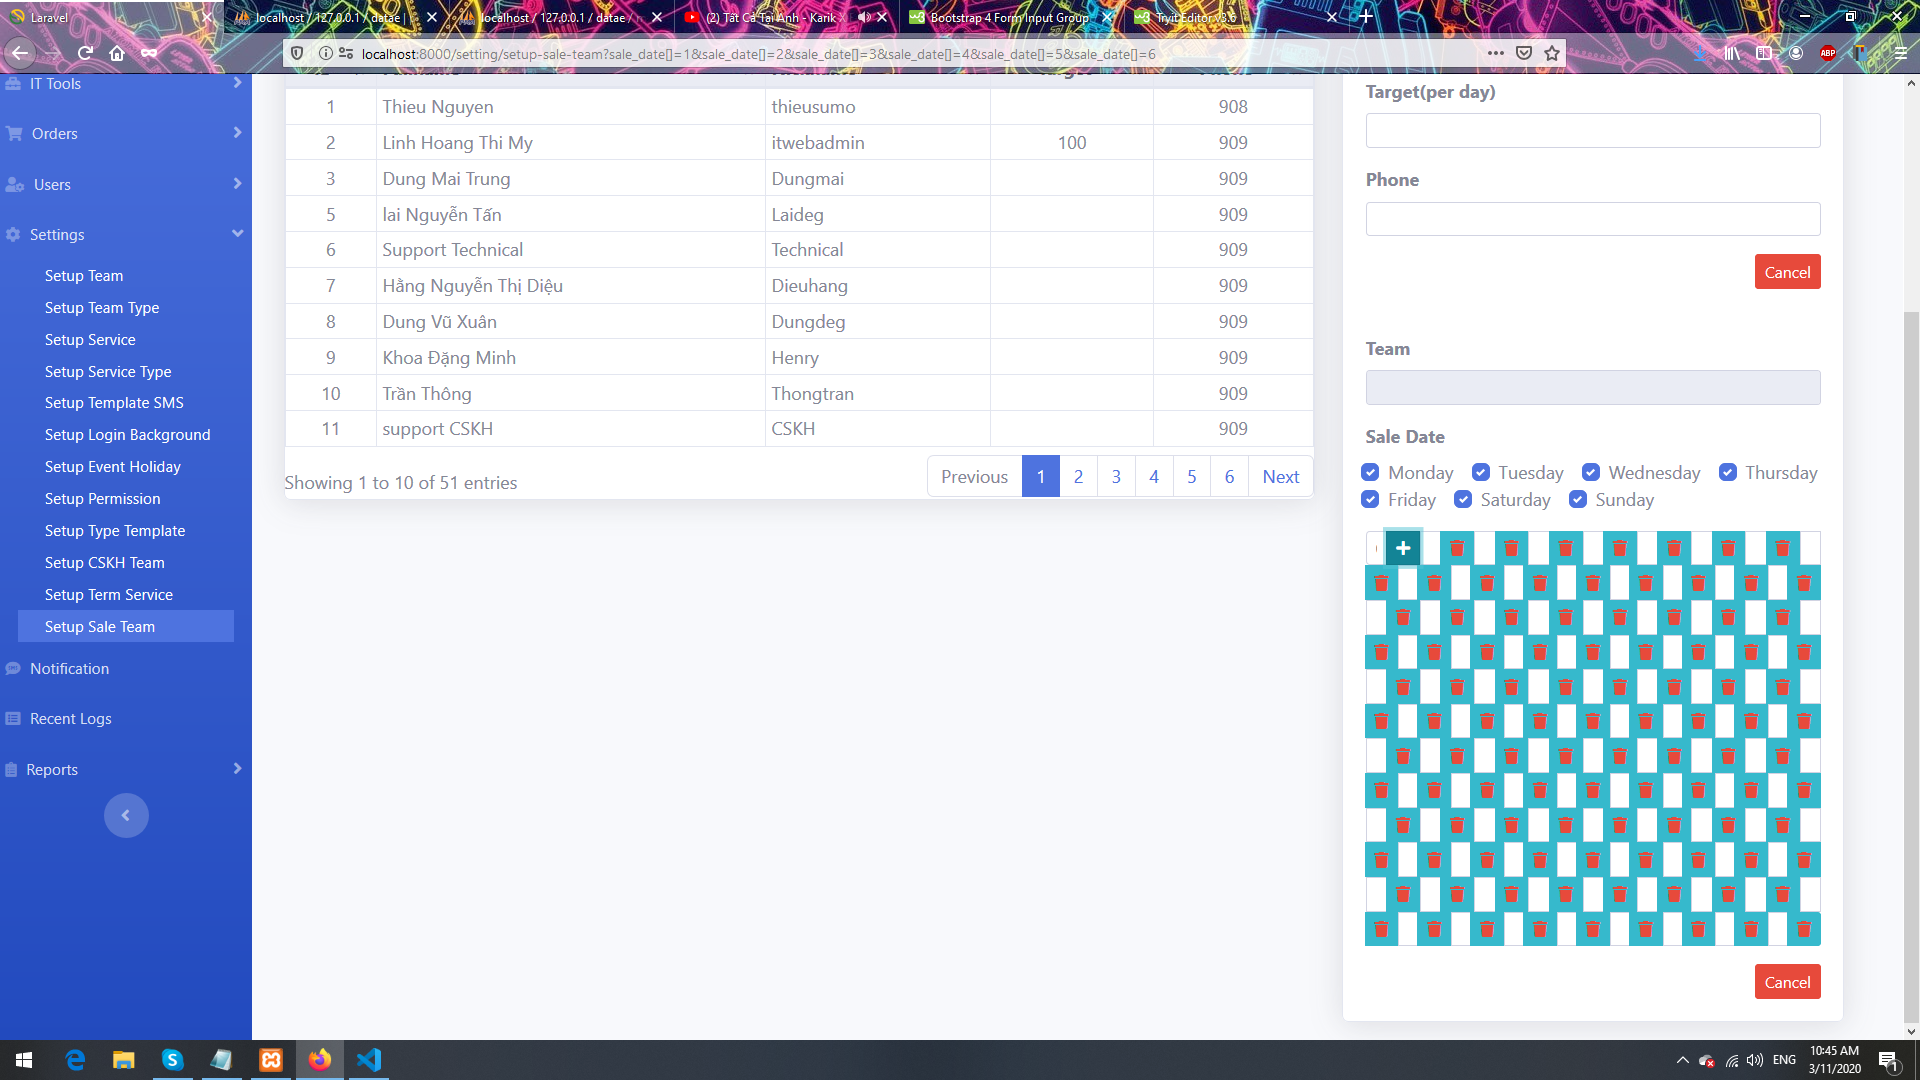 Laravel
localhost / 127.0.0.1 / datae
localhost / 127.0.0.1 / datae /
(2) Tất Cả Tại Anh - Karik X
Bootstrap 4 Form Input Group
Tryit Editor v3.6
localhost:8000/setting/setup-sale-team?sale_date[]=1&sale_date[]=2&sale_date[]=3&sale_date[]=4&sale_date[]=5&sale_date[]=6
ABP
IT Tools
Orders
Users
Settings
Setup Team
Setup Team Type
Setup Service
Setup Service Type
Setup Template SMS
Setup Login Background
Setup Event Holiday
Setup Permission
Setup Type Template
Setup CSKH Team
Setup Term Service
Setup Sale Team
Notification
Recent Logs
Reports
1 Thieu Nguyen thieusumo 908
2 Linh Hoang Thi My itwebadmin 100 909
3 Dung Mai Trung Dungmai 909
5 lai Nguyễn Tấn Laideg 909
6 Support Technical Technical 909
7 Hằng Nguyễn Thị Diệu Dieuhang 909
8 Dung Vũ Xuân Dungdeg 909
9 Khoa Đặng Minh Henry 909
10 Trần Thông Thongtran 909
11 support CSKH CSKH 909
Showing 1 to 10 of 51 entries
Previous 1 2 3 4 5 6 Next
Target(per day)
Phone
Cancel
Team
Sale Date
Monday Tuesday Wednesday Thursday
Friday Saturday Sunday
Cancel
ENG
10:45 AM
3/11/2020
1